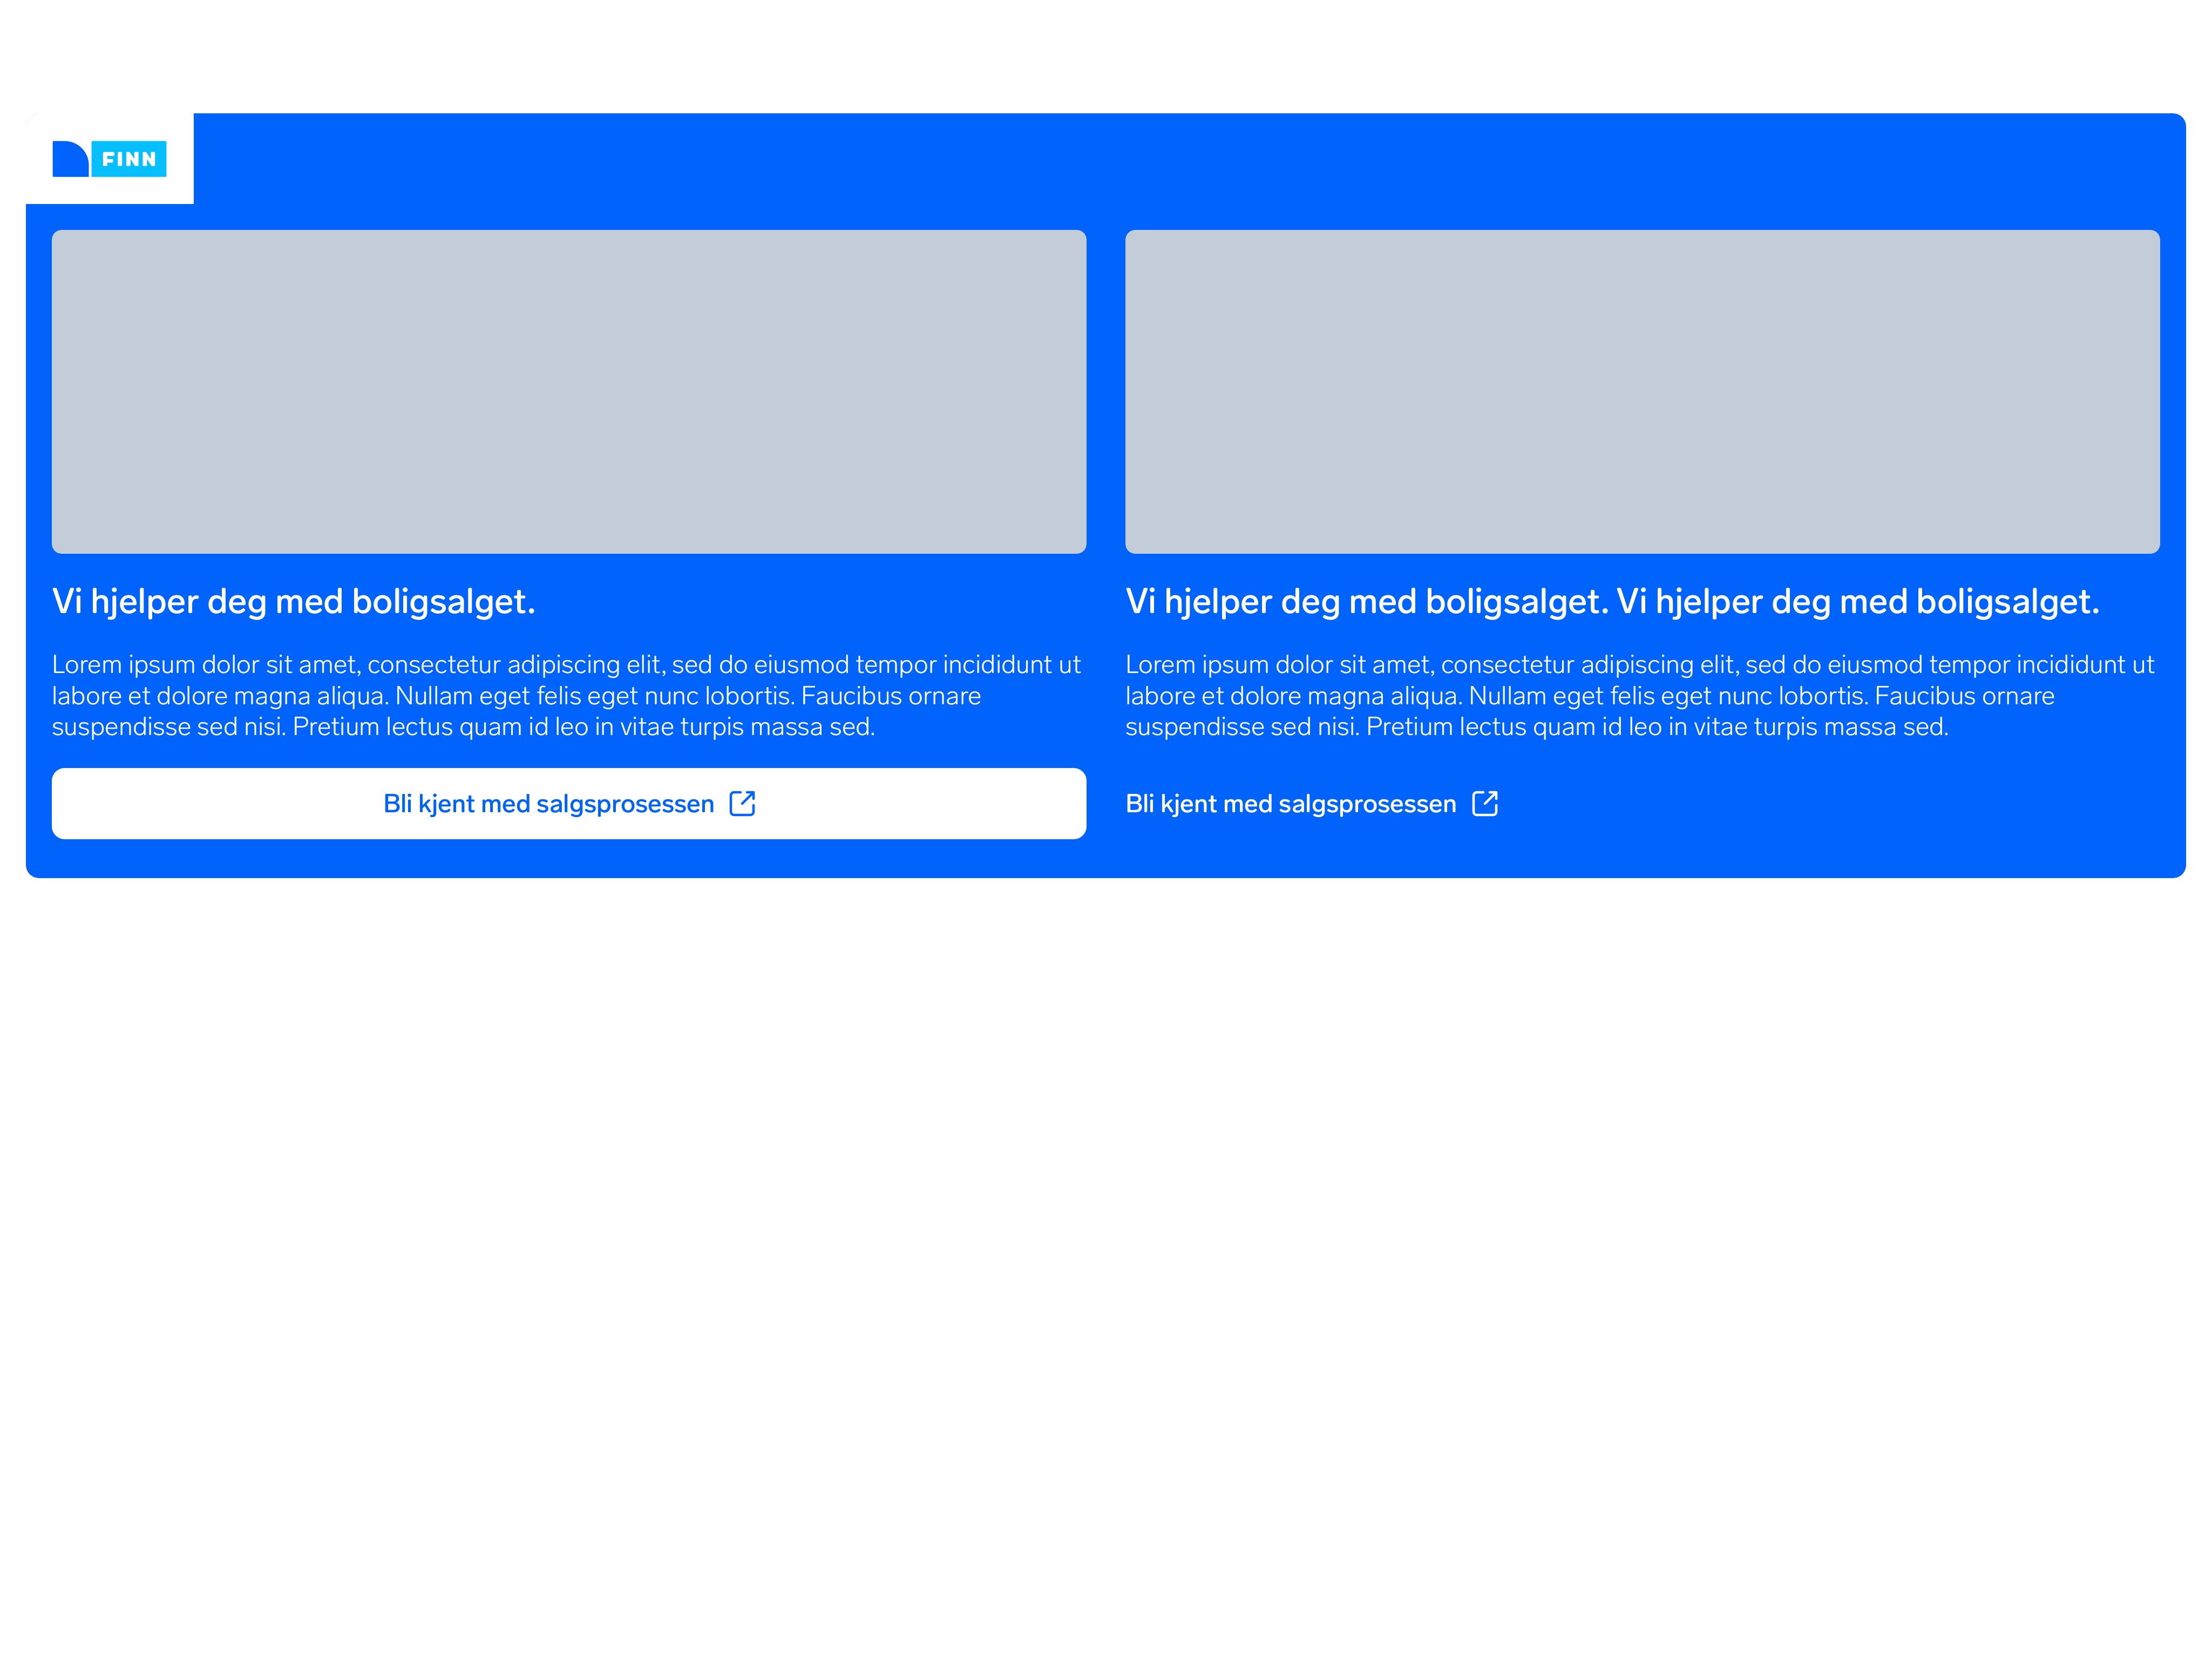 FINN
Vi hjelper deg med boligsalget.
Lorem ipsum dolor sit amet, consectetur adipiscing elit, sed do eiusmod tempor incididunt ut
labore et dolore magna aliqua. Nullam eget felis eget nunc lobortis. Faucibus ornare
suspendisse sed nisi. Pretium lectus quam id leo in vitae turpis massa sed.
Bli kjent med salgsprosessen
Vi hjelper deg med boligsalget. Vi hjelper deg med boligsalget.
Lorem ipsum dolor sit amet, consectetur adipiscing elit, sed do eiusmod tempor incididunt ut
labore et dolore magna aliqua. Nullam eget felis eget nunc lobortis. Faucibus ornare
suspendisse sed nisi. Pretium lectus quam id leo in vitae turpis massa sed.
Bli kjent med salgsprosessen